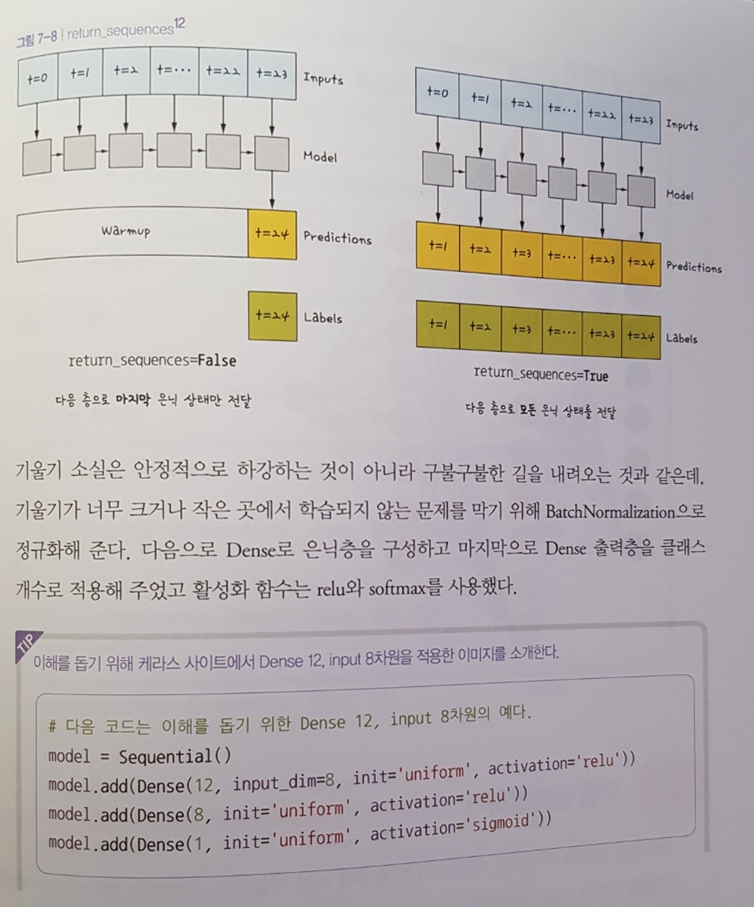 그림 7-8 | return_sequences12
t=0 t=1 t=2 t=... t=22 t=23 Inputs
Model
Warmup t=24 Predictions
t=24 Labels
return_sequences=False
다음 층으로 마지막 은닉 상태만 전달
t=0 t=1 t=2 t=... t=22 t=23 Inputs
Model
t=1 t=2 t=3 t=... t=23 t=24 Predictions
t=1 t=2 t=3 t=... t=23 t=24 Labels
return_sequences=True
다음 층으로 모든 은닉 상태를 전달
기울기 소실은 안정적으로 하강하는 것이 아니라 구불구불한 길을 내려오는 것과 같은데,
기울기가 너무 크거나 작은 곳에서 학습되지 않는 문제를 막기 위해 BatchNormalization으로
정규화해 준다. 다음으로 Dense로 은닉층을 구성하고 마지막으로 Dense 출력층을 클래스
개수로 적용해 주었고 활성화 함수는 relu와 softmax를 사용했다.
TIP
이해를 돕기 위해 케라스 사이트에서 Dense 12, input 8차원을 적용한 이미지를 소개한다.
# 다음 코드는 이해를 돕기 위한 Dense 12, input 8차원의 예다.
model = Sequential()
model.add(Dense(12, input_dim=8, init='uniform', activation='relu'))
model.add(Dense(8, init='uniform', activation='relu'))
model.add(Dense(1, init='uniform', activation='sigmoid'))